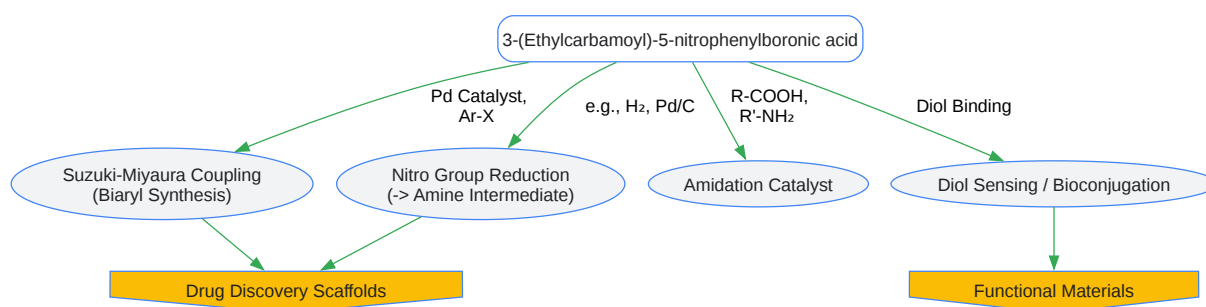 3-(Ethylcarbamoyl)-5-nitrophenylboronic acid
Pd Catalyst,
Ar-X
e.g., H₂, Pd/C
R-COOH,
R'-NH₂
Diol Binding
Suzuki-Miyaura Coupling
(Biaryl Synthesis)
Nitro Group Reduction
(-> Amine Intermediate)
Amidation Catalyst
Diol Sensing / Bioconjugation
Drug Discovery Scaffolds
Functional Materials